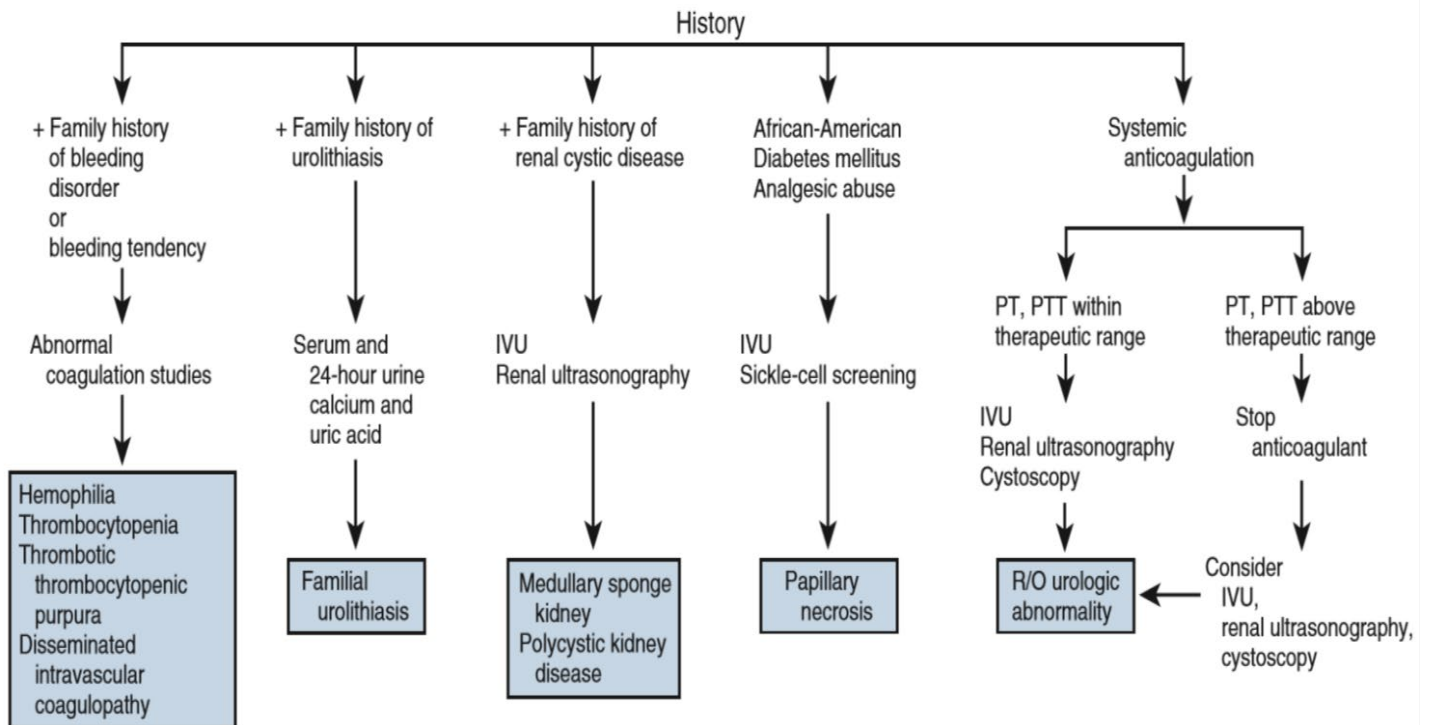 History
+ Family history
of bleeding
disorder
or
bleeding tendency
Abnormal
coagulation studies
Hemophilia
Thrombocytopenia
Thrombotic
thrombocytopenic
purpura
Disseminated
intravascular
coagulopathy
+ Family history of
urolithiasis
Serum and
24-hour urine
calcium and
uric acid
Familial
urolithiasis
+ Family history of
renal cystic disease
IVU
Renal ultrasonography
Medullary sponge
kidney
Polycystic kidney
disease
African-American
Diabetes mellitus
Analgesic abuse
IVU
Sickle-cell screening
Papillary
necrosis
Systemic
anticoagulation
PT, PTT within
therapeutic range
IVU
Renal ultrasonography
Cystoscopy
R/O urologic
abnormality
PT, PTT above
therapeutic range
Stop
anticoagulant
Consider
IVU,
renal ultrasonography,
cystoscopy